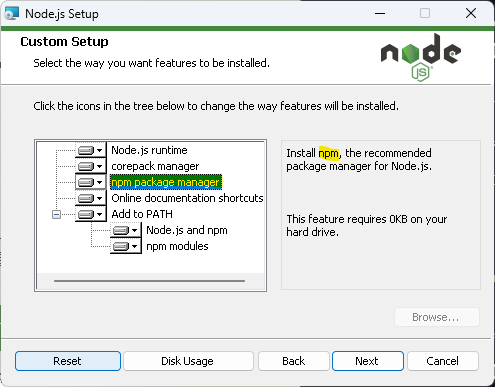 Node.js Setup
Custom Setup
Select the way you want features to be installed.
node
JS
Click the icons in the tree below to change the way features will be installed.
Node.js runtime
corepack manager
npm package manager
Online documentation shortcuts
Add to PATH
Node.js and npm
npm modules
Install npm, the recommended
package manager for Node.js.
This feature requires 0KB on your
hard drive.
Browse...
Reset
Disk Usage
Back
Next
Cancel